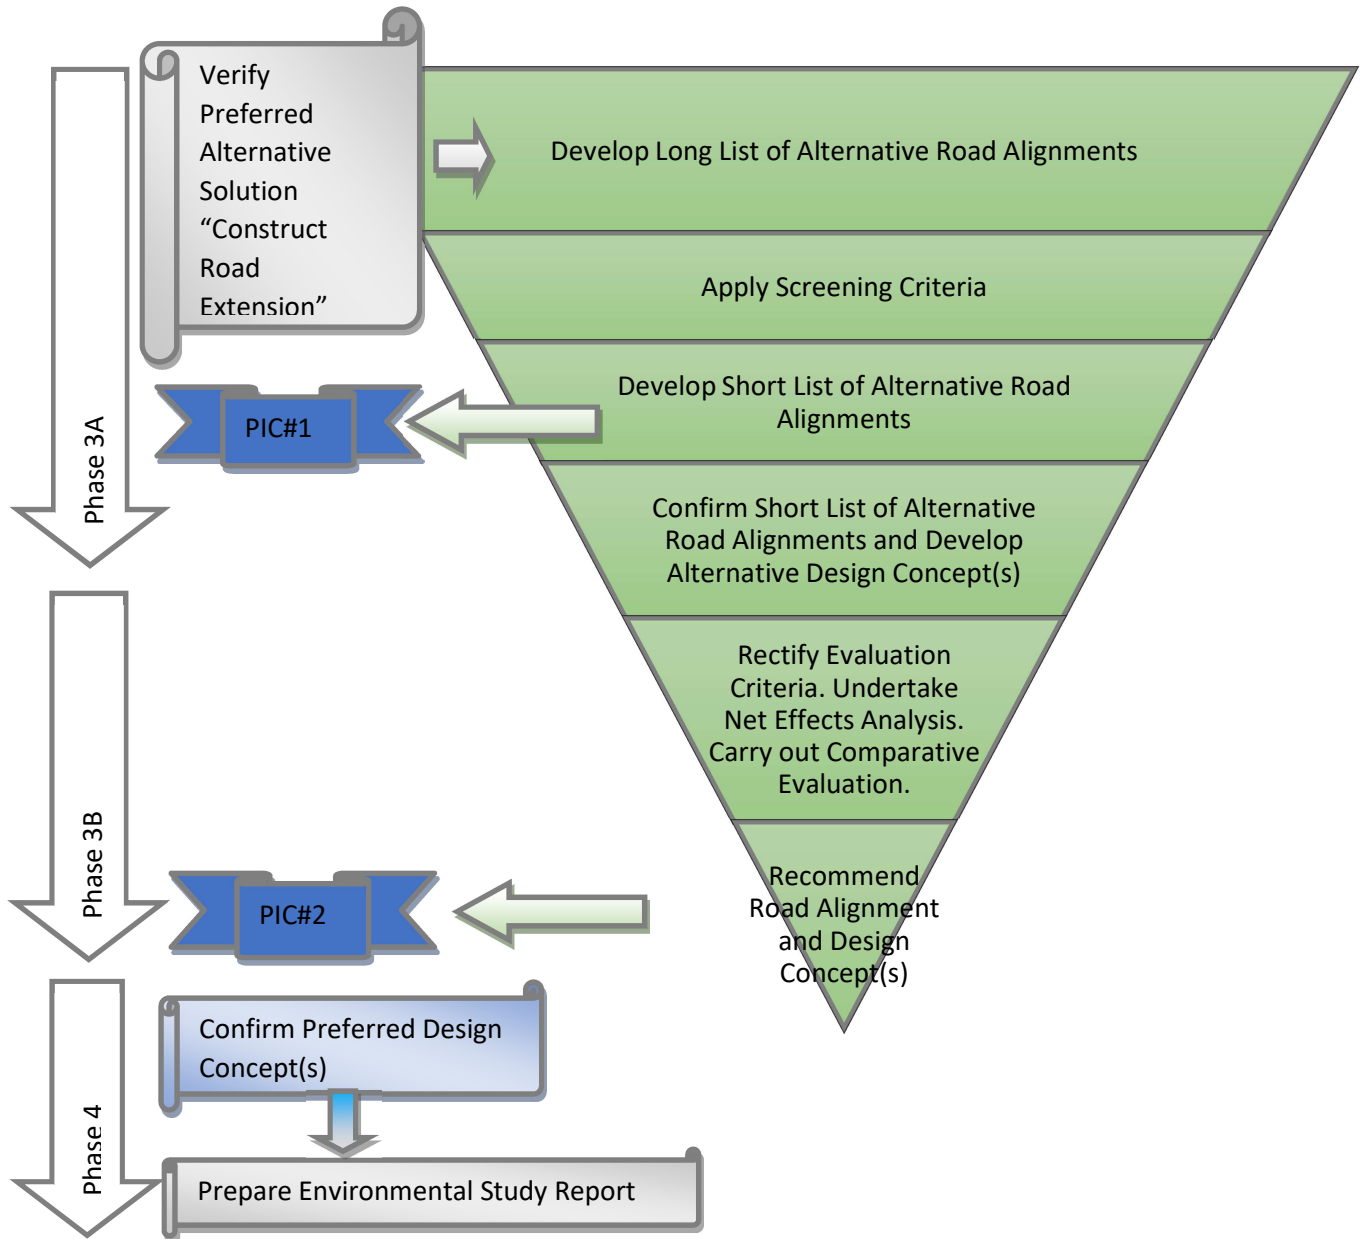 Verify
Preferred
Alternative
Solution
“Construct
Road
Extension”
Develop Long List of Alternative Road Alignments
Apply Screening Criteria
Develop Short List of Alternative Road
Alignments
PIC#1
Phase 3A
Confirm Short List of Alternative
Road Alignments and Develop
Alternative Design Concept(s)
Rectify Evaluation
Criteria. Undertake
Net Effects Analysis.
Carry out Comparative
Evaluation.
Phase 3B
PIC#2
Recommend
Road Alignment
and Design
Concept(s)
Confirm Preferred Design
Concept(s)
Phase 4
Prepare Environmental Study Report